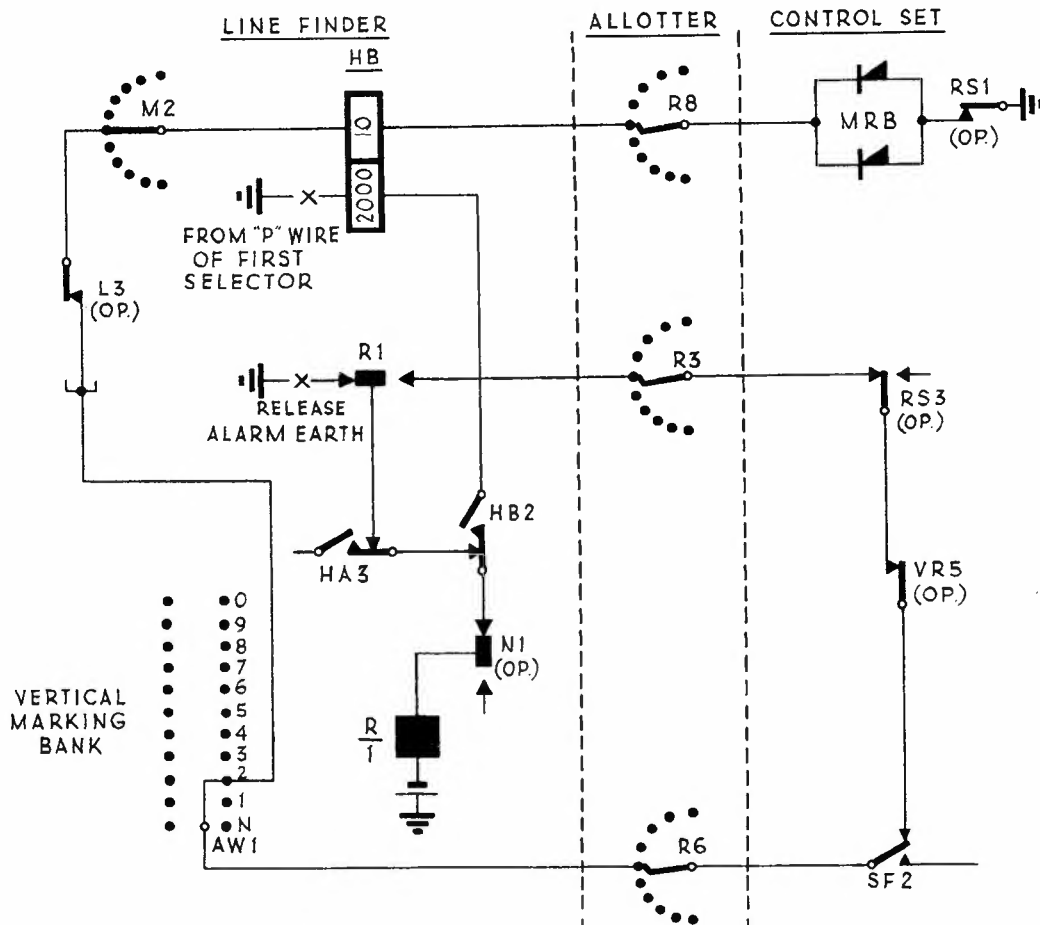 LINE FINDER
ALLOTTER
CONTROL SET
HB
M2
10
2000
R8
MRB
RS1
(OP.)
FROM "P" WIRE
OF FIRST
SELECTOR
L3
(OP.)
R1
RELEASE
ALARM EARTH
R3
RS3
(OP.)
HB2
HA3
VR5
(OP.)
N1
(OP.)
R
1
VERTICAL
MARKING
BANK
0
9
8
7
6
5
4
3
2
1
N
AW1
R6
SF2